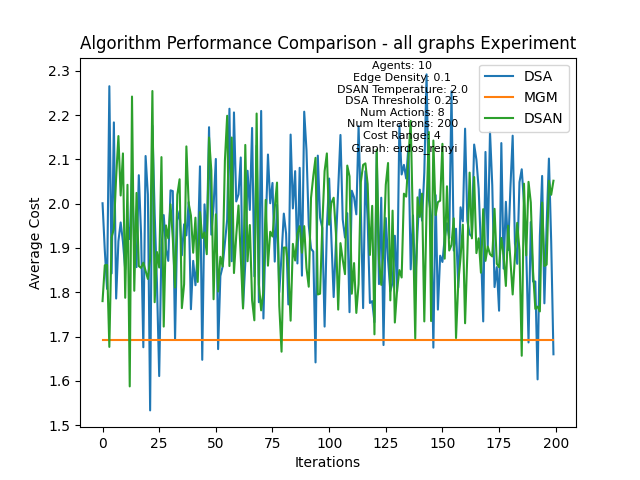 Algorithm Performance Comparison - all graphs Experiment
Agents: 10
Edge Density: 0.1
DSAN Temperature: 2.0
DSA Threshold: 0.25
Num Actions: 8
Num Iterations: 200
Cost Range: 4
Graph: erdos_renyi
DSA
MGM
DSAN
Average Cost
2.3
2.2
2.1
2.0
1.9
1.8
1.7
1.6
1.5
0 25 50 75 100 125 150 175 200
Iterations